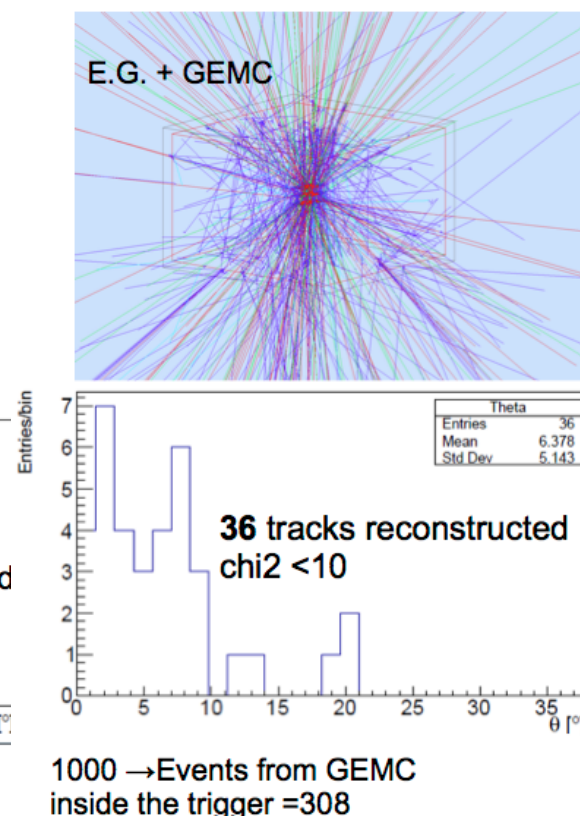 E.G. + GEMC
Entries/bin
7
6
5
4
3
2
1
0
Theta
Entries 36
Mean 6.378
Std Dev 5.143
36 tracks reconstructed
chi2 <10
d
0 5 10 15 20 25 30 35
θ [°
1000 →Events from GEMC
inside the trigger =308